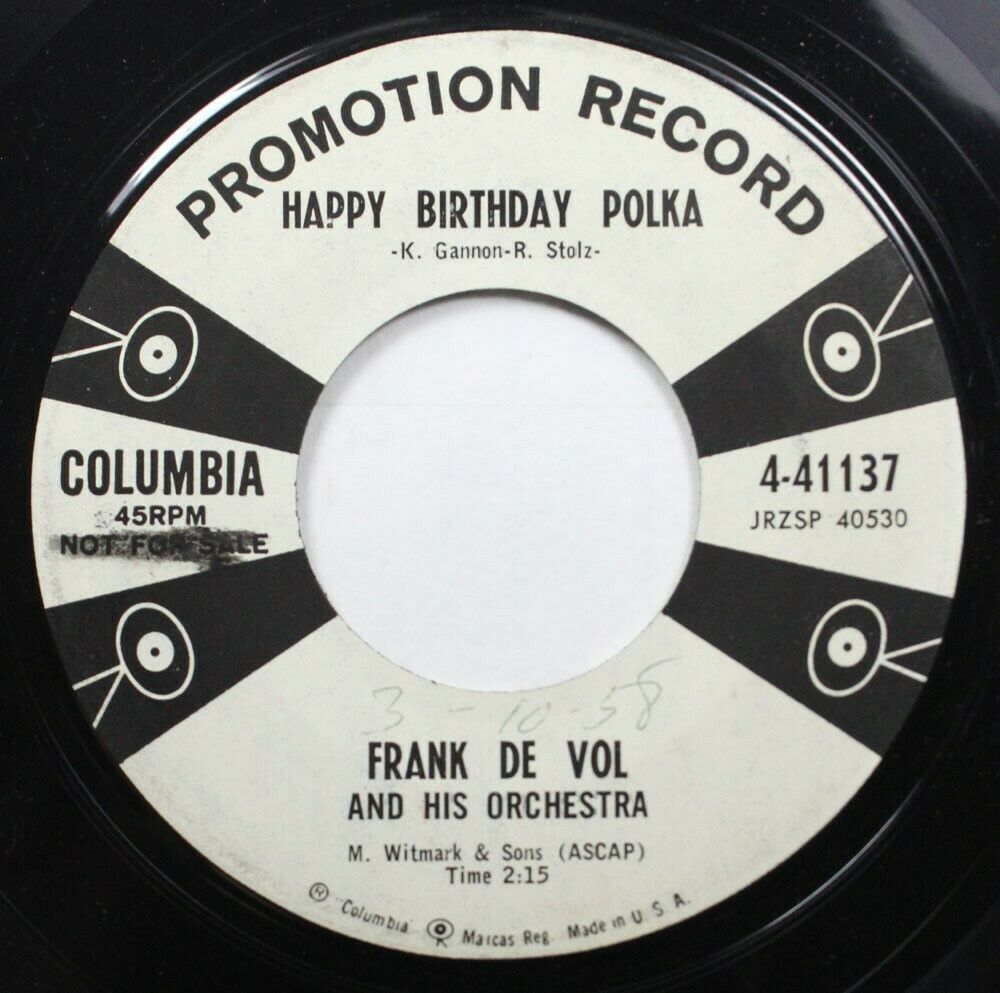 PROMOTION RECORD
HAPPY BIRTHDAY POLKA
-K. Gannon-R. Stolz-
COLUMBIA
45RPM
NOT FOR SALE
4-41137
JRZSP 40530
3-10-58
FRANK DE VOL
AND HIS ORCHESTRA
M. Witmark & Sons (ASCAP)
Time 2:15
® "Columbia" Marcas Reg. Made in U. S. A.